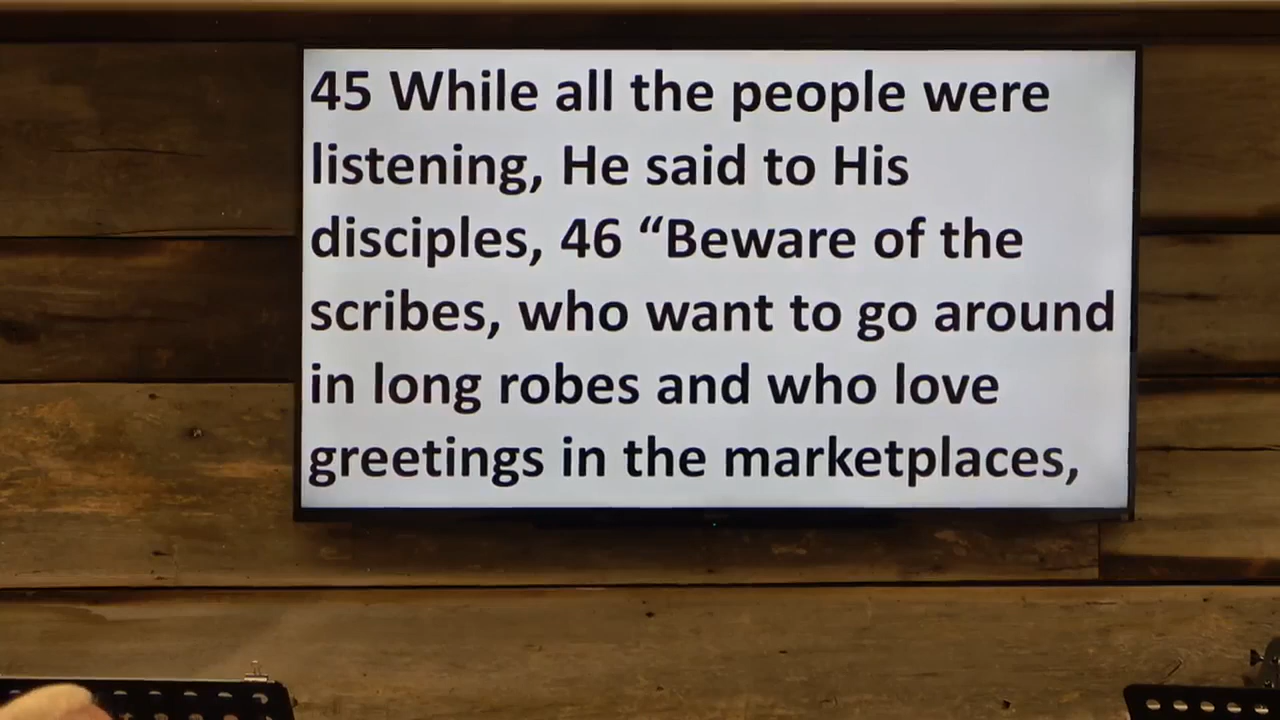 45 While all the people were
listening, He said to His
disciples, 46 “Beware of the
scribes, who want to go around
in long robes and who love
greetings in the marketplaces,